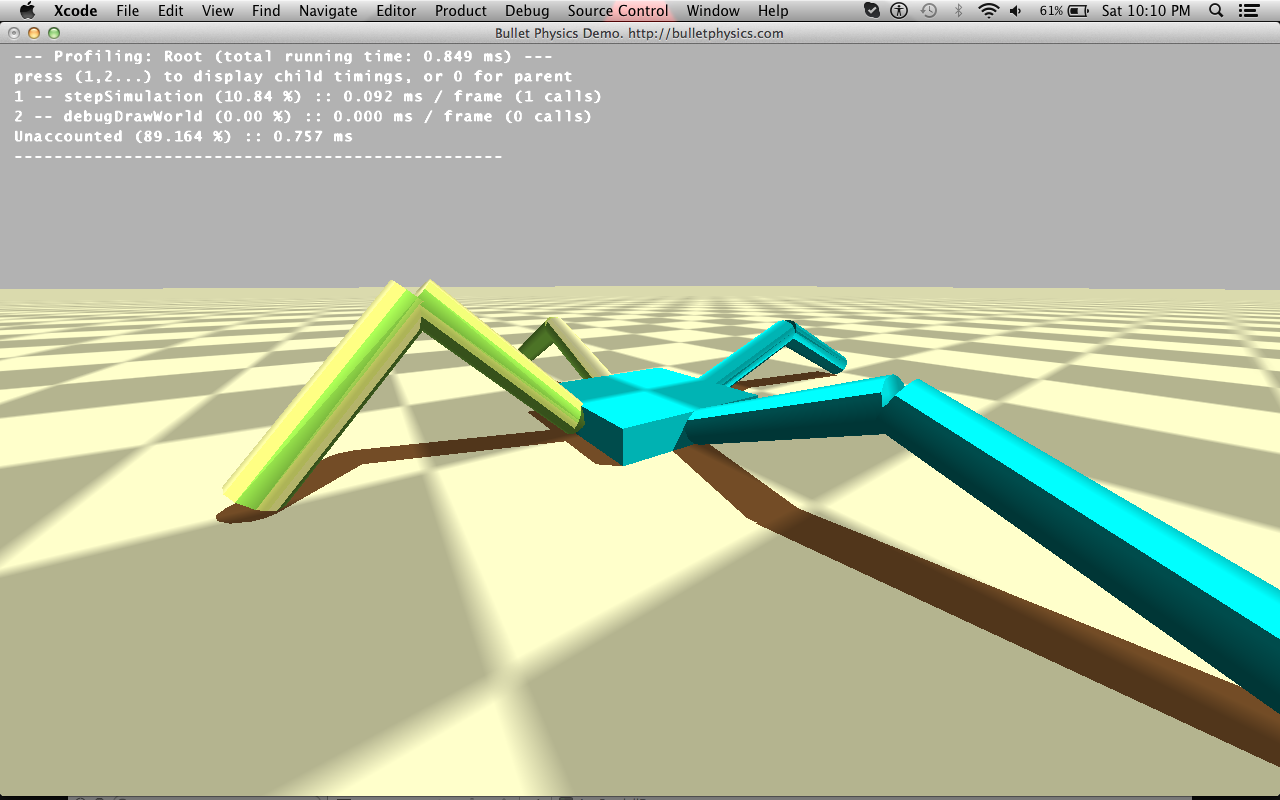 Xcode File Edit View Find Navigate Editor Product Debug Source Control Window Help 61% Sat 10:10 PM
Bullet Physics Demo. http://bulletphysics.com
--- Profiling: Root (total running time: 0.849 ms) ---
press (1,2...) to display child timings, or 0 for parent
1 -- stepSimulation (10.84 %) :: 0.092 ms / frame (1 calls)
2 -- debugDrawWorld (0.00 %) :: 0.000 ms / frame (0 calls)
Unaccounted (89.164 %) :: 0.757 ms
-------------------------------------------------